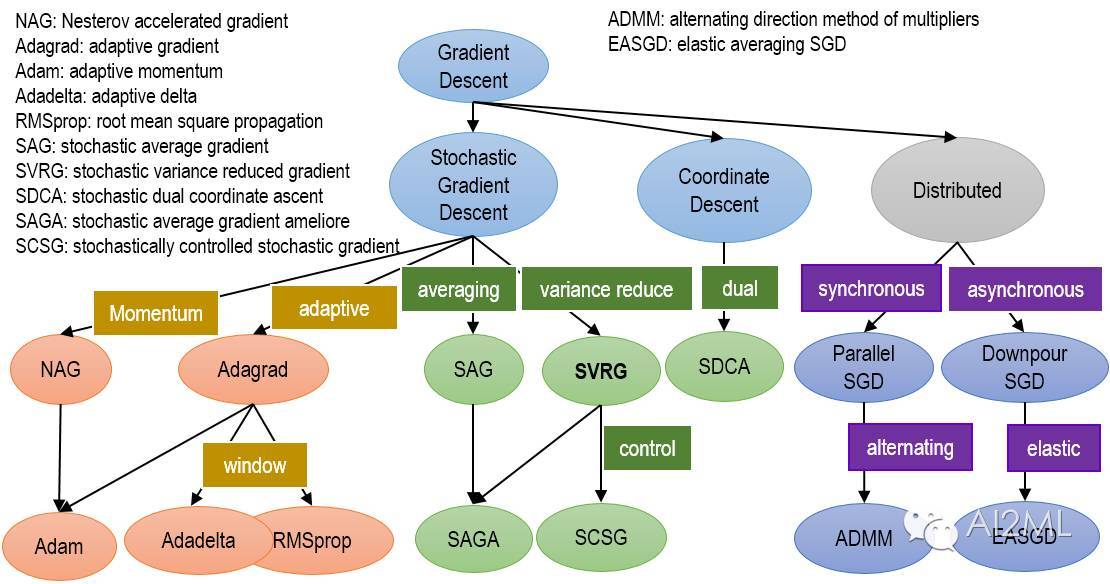 NAG: Nesterov accelerated gradient
Adagrad: adaptive gradient
Adam: adaptive momentum
Adadelta: adaptive delta
RMSprop: root mean square propagation
SAG: stochastic average gradient
SVRG: stochastic variance reduced gradient
SDCA: stochastic dual coordinate ascent
SAGA: stochastic average gradient ameliore
SCSG: stochastically controlled stochastic gradient
ADMM: alternating direction method of multipliers
EASGD: elastic averaging SGD
Gradient
Descent
Stochastic
Gradient
Descent
Coordinate
Descent
Distributed
Momentum
adaptive
averaging
variance reduce
dual
synchronous
asynchronous
NAG
Adagrad
SAG
SVRG
SDCA
Parallel
SGD
Downpour
SGD
window
control
alternating
elastic
Adam
Adadelta
RMSprop
SAGA
SCSG
ADMM
EASGD
AI2ML